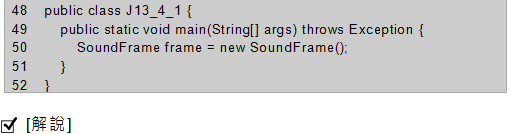 48 public class J13_4_1 {
49 public static void main(String[] args) throws Exception {
50 SoundFrame frame = new SoundFrame();
51 }
52 }
[解說]